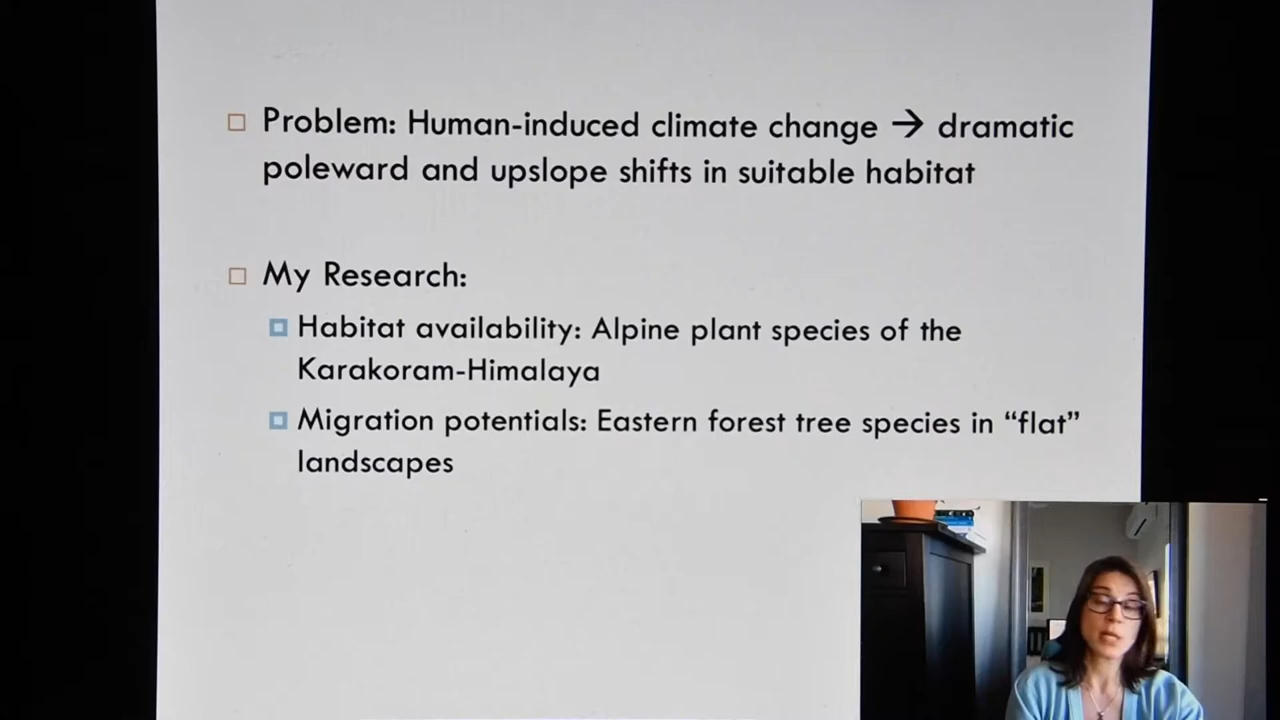 Problem: Human-induced climate change → dramatic
poleward and upslope shifts in suitable habitat
My Research:
Habitat availability: Alpine plant species of the
Karakoram-Himalaya
Migration potentials: Eastern forest tree species in “flat”
landscapes